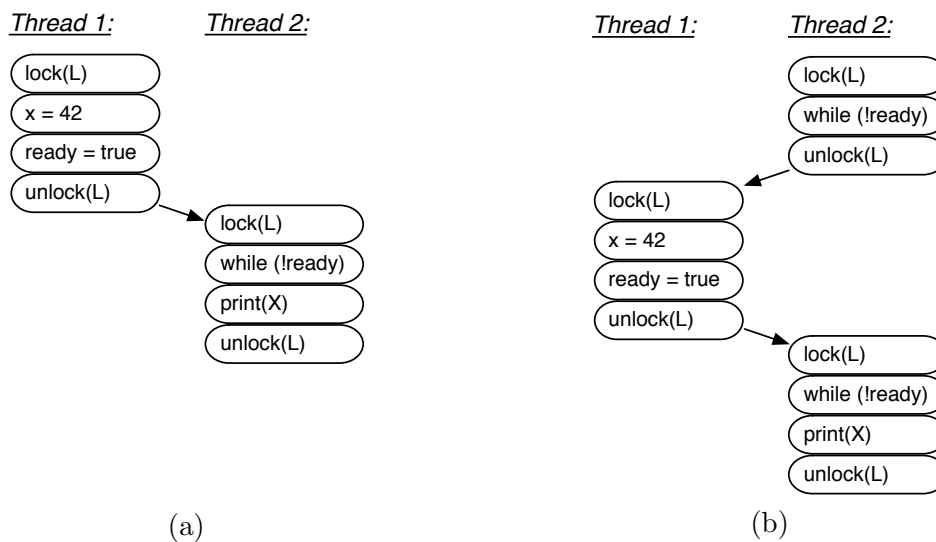 Thread 1:
Thread 2:
lock(L)
x = 42
ready = true
unlock(L)
lock(L)
while (!ready)
print(X)
unlock(L)
(a)
Thread 1:
Thread 2:
lock(L)
while (!ready)
unlock(L)
lock(L)
x = 42
ready = true
unlock(L)
lock(L)
while (!ready)
print(X)
unlock(L)
(b)